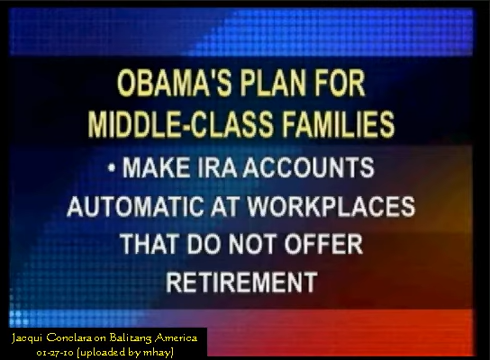 OBAMA'S PLAN FOR
MIDDLE-CLASS FAMILIES
• MAKE IRA ACCOUNTS
AUTOMATIC AT WORKPLACES
THAT DO NOT OFFER
RETIREMENT
Jacqui Conclara on Balitang America
01-27-10 (uploaded by mhay)